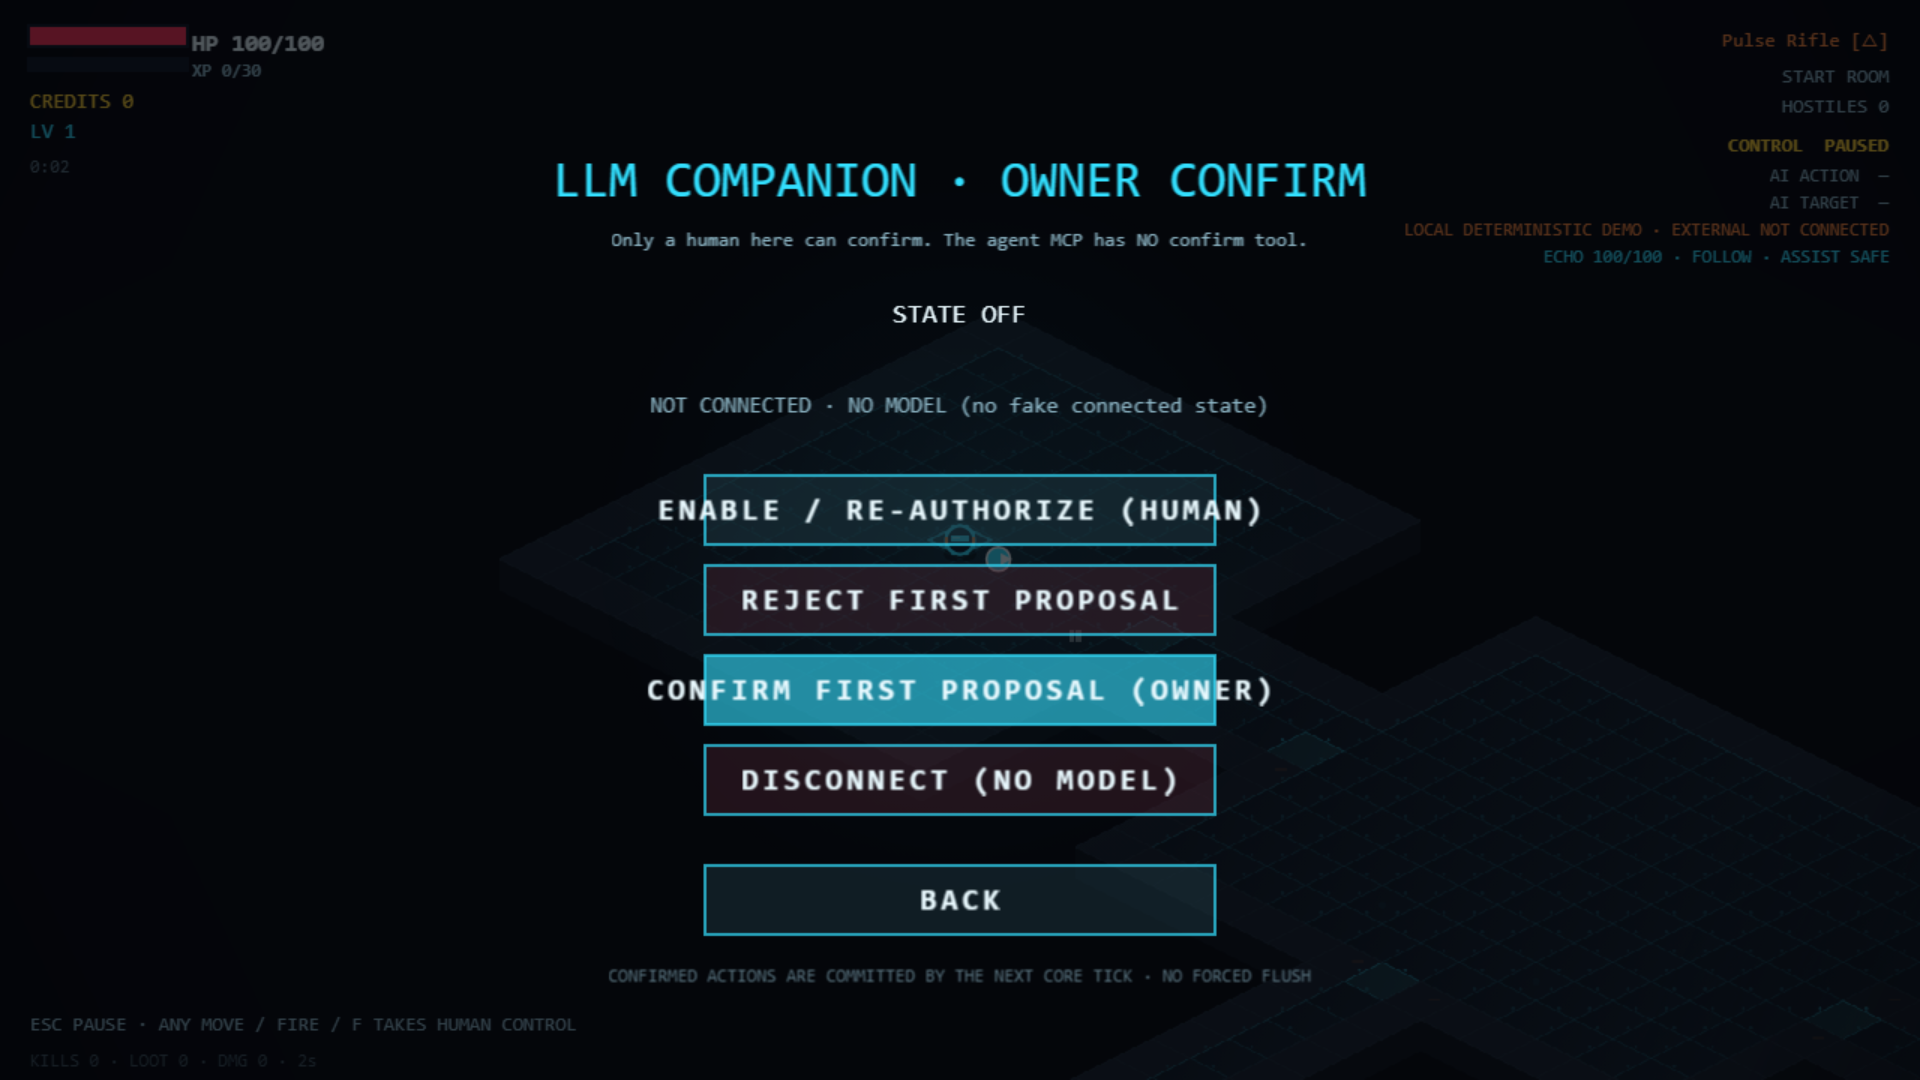 HP 100/100
XP 0/30
CREDITS 0
LV 1
0:02
Pulse Rifle [△]
START ROOM
HOSTILES 0
CONTROL PAUSED
AI ACTION —
AI TARGET —
LOCAL DETERMINISTIC DEMO · EXTERNAL NOT CONNECTED
ECHO 100/100 · FOLLOW · ASSIST SAFE
LLM COMPANION · OWNER CONFIRM
Only a human here can confirm. The agent MCP has NO confirm tool.
STATE OFF
NOT CONNECTED · NO MODEL (no fake connected state)
ENABLE / RE-AUTHORIZE (HUMAN)
REJECT FIRST PROPOSAL
CONFIRM FIRST PROPOSAL (OWNER)
DISCONNECT (NO MODEL)
BACK
CONFIRMED ACTIONS ARE COMMITTED BY THE NEXT CORE TICK · NO FORCED FLUSH
ESC PAUSE · ANY MOVE / FIRE / F TAKES HUMAN CONTROL
KILLS 0 · LOOT 0 · DMG 0 · 2s